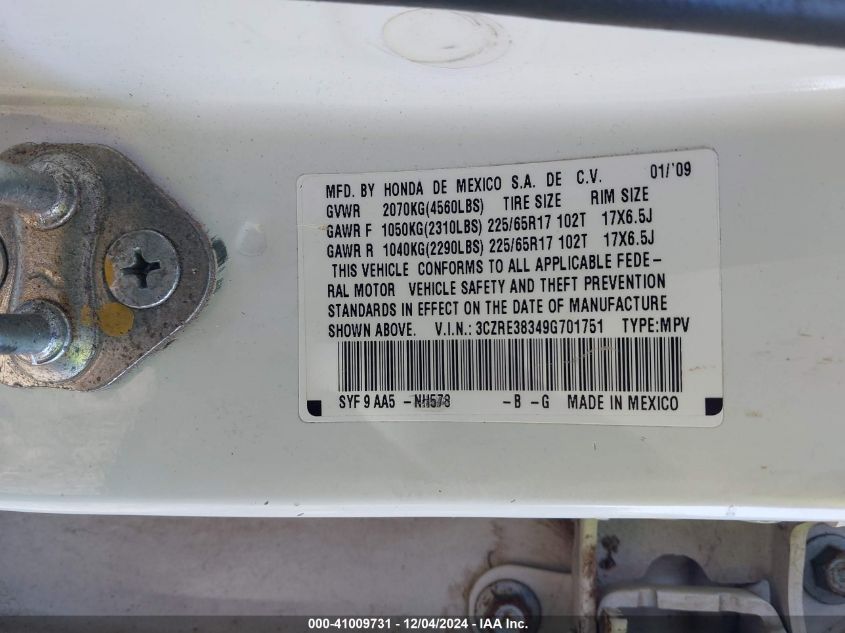 MFD. BY HONDA DE MEXICO S.A. DE C.V. 01/'09
GVWR 2070KG(4560LBS) TIRE SIZE RIM SIZE
GAWR F 1050KG(2310LBS) 225/65R17 102T 17X6.5J
GAWR R 1040KG(2290LBS) 225/65R17 102T 17X6.5J
THIS VEHICLE CONFORMS TO ALL APPLICABLE FEDE-
RAL MOTOR VEHICLE SAFETY AND THEFT PREVENTION
STANDARDS IN EFFECT ON THE DATE OF MANUFACTURE
SHOWN ABOVE. V.I.N.: 3CZRE38349G701751 TYPE:MPV
SYF 9 AA5 -NH578 -B -G MADE IN MEXICO
000-41009731 - 12/04/2024 - IAA Inc.